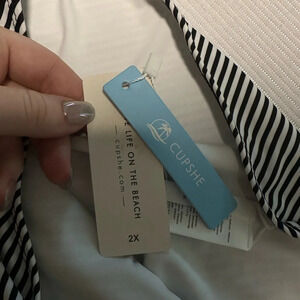 CUPSHE
LIFE ON THE BEACH
— cupshe.com —
2X